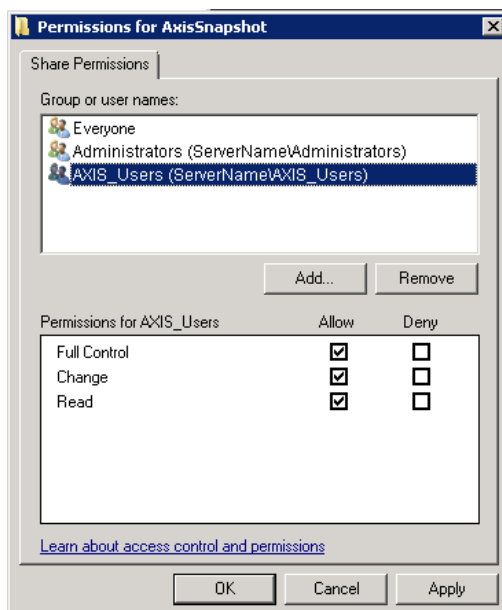 Permissions for AxisSnapshot
Share Permissions
Group or user names:
Everyone
Administrators (ServerName\Administrators)
AXIS_Users (ServerName\AXIS_Users)
Add... Remove
Permissions for AXIS_Users Allow Deny
Full Control
Change
Read
Learn about access control and permissions
OK Cancel Apply